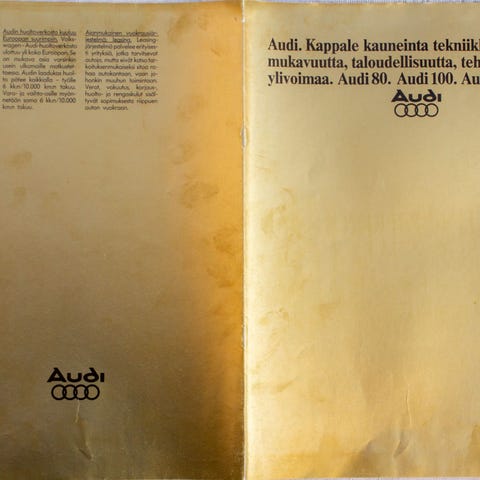 Audin huoltoverkosto kuuluu
Euroopan suurimpiin. Volks-
wagen-Audi-huoltoverkosto
ulottuu yli koko Euroopan. Se
on mukava asia varsinkin
usein ulkomaille matkustet-
taessa. Audin laadukas huol-
to pätee kaikkialla – työlle
6 kk:n/10.000 km:n takuu.
Vara- ja vaihto-osille myön-
netään sama 6 kk:n/10.000
km:n takuu.
Ajanmukainen vuokrausjär-
jestelmä: leasing. Leasing-
järjestelmä palvelee erityises-
ti yrityksiä, jotka tarvitsevat
autoja, mutta eivät katso tar-
koituksenmukaiseksi sitoa ra-
haa autokantaan, vaan ja-
honkin muuhun toimintaan.
Verot, vakuutus, korjaus-,
huolto- ja rengaskulut sisäl-
tyvät sopimuksesta riippuen
auton vuokraan.
Audi
Audi. Kappale kauneinta tekniik
mukavuutta, taloudellisuutta, teh
ylivoimaa. Audi 80. Audi 100. Au
Audi